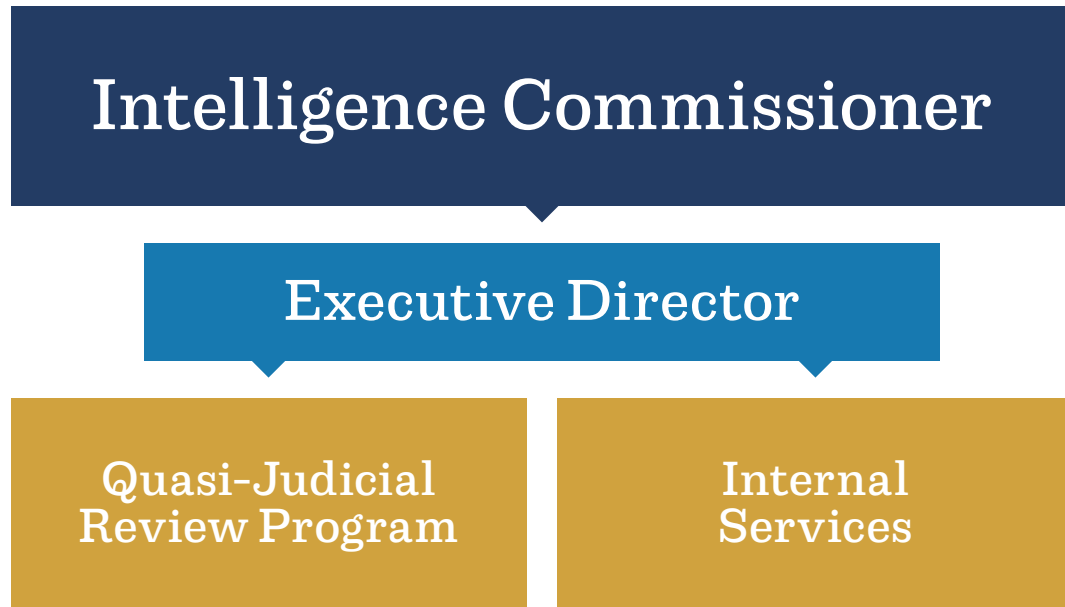 Intelligence Commissioner
Executive Director
Quasi-Judicial
Review Program
Internal
Services